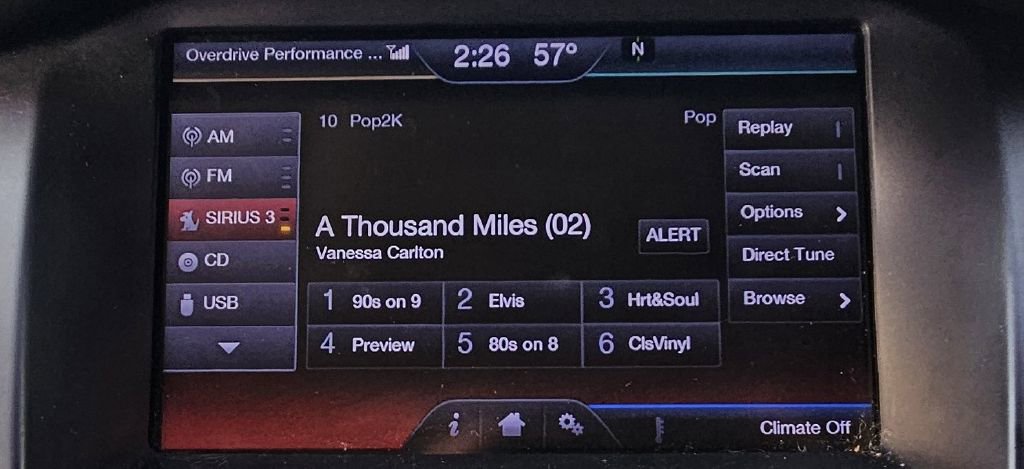 Overdrive Performance ... 2:26 57° N
10 Pop2K Pop
AM
FM
SIRIUS 3
CD
USB
A Thousand Miles (02)
Vanessa Carlton
ALERT
1 90s on 9 2 Elvis 3 Hrt&Soul
4 Preview 5 80s on 8 6 ClsVinyl
Replay
Scan
Options
Direct Tune
Browse
i
Climate Off